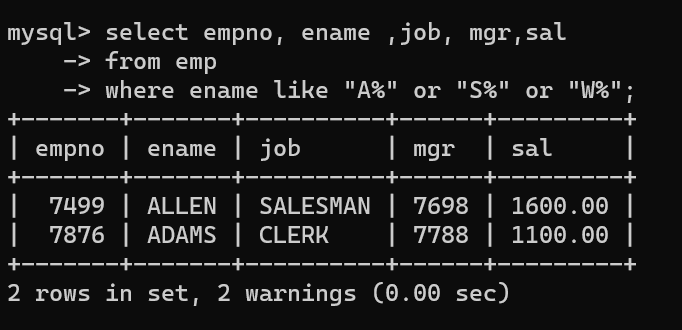 mysql> select empno, ename ,job, mgr,sal
    -> from emp
    -> where ename like "A%" or "S%" or "W%";
+-------+-------+----------+------+---------+
| empno | ename | job      | mgr  | sal     |
+-------+-------+----------+------+---------+
|  7499 | ALLEN | SALESMAN | 7698 | 1600.00 |
|  7876 | ADAMS | CLERK    | 7788 | 1100.00 |
+-------+-------+----------+------+---------+
2 rows in set, 2 warnings (0.00 sec)